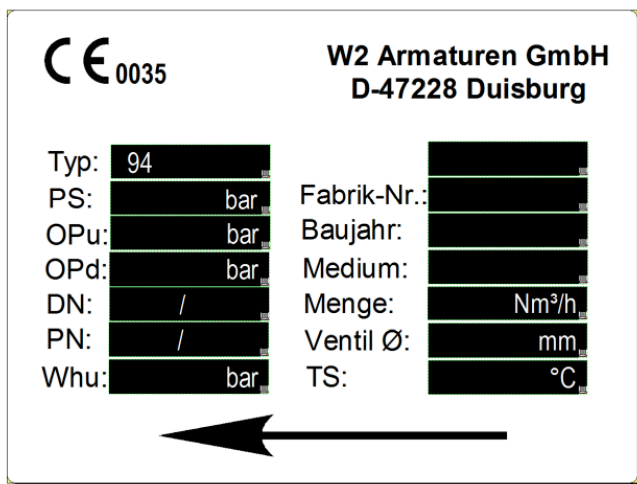 CE 0035
W2 Armaturen GmbH
D-47228 Duisburg
Typ: 94
PS: bar
OPu: bar
OPd: bar
DN: /
PN: /
Whu: bar
Fabrik-Nr.:
Baujahr:
Medium:
Menge: Nm³/h
Ventil Ø: mm
TS: °C